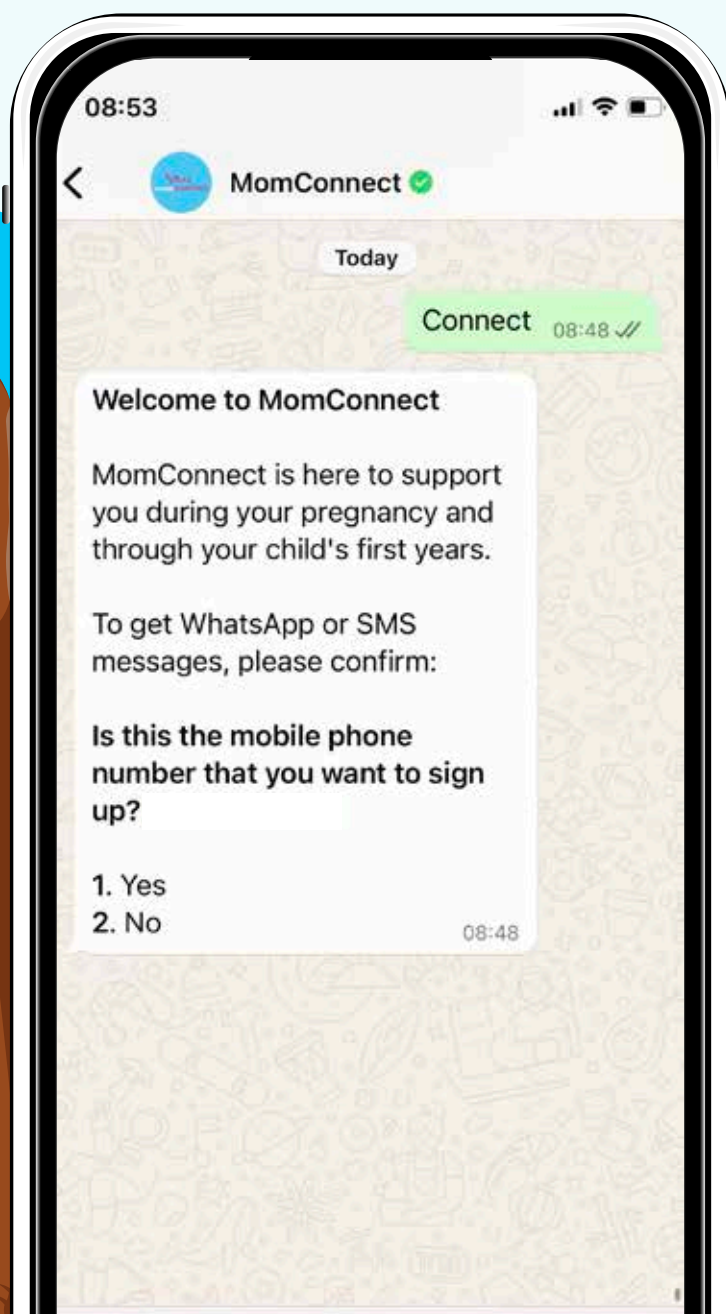 08:53
MomConnect
Today
Connect 08:48
Welcome to MomConnect
MomConnect is here to support
you during your pregnancy and
through your child's first years.
To get WhatsApp or SMS
messages, please confirm:
Is this the mobile phone
number that you want to sign
up?
1. Yes
2. No
08:48